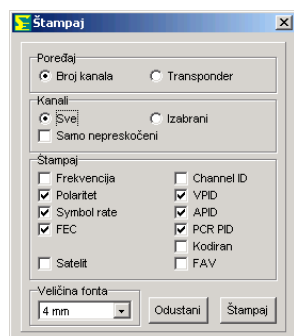 Štampaj
Poređaj
Broj kanala Transponder
Kanali
Sve Izabrani
Samo nepreskočeni
Štampaj
Frekvencija Channel ID
Polaritet VPID
Symbol rate APID
FEC PCR PID
Kodiran
Satelit FAV
Veličina fonta
4 mm Odustani Štampaj